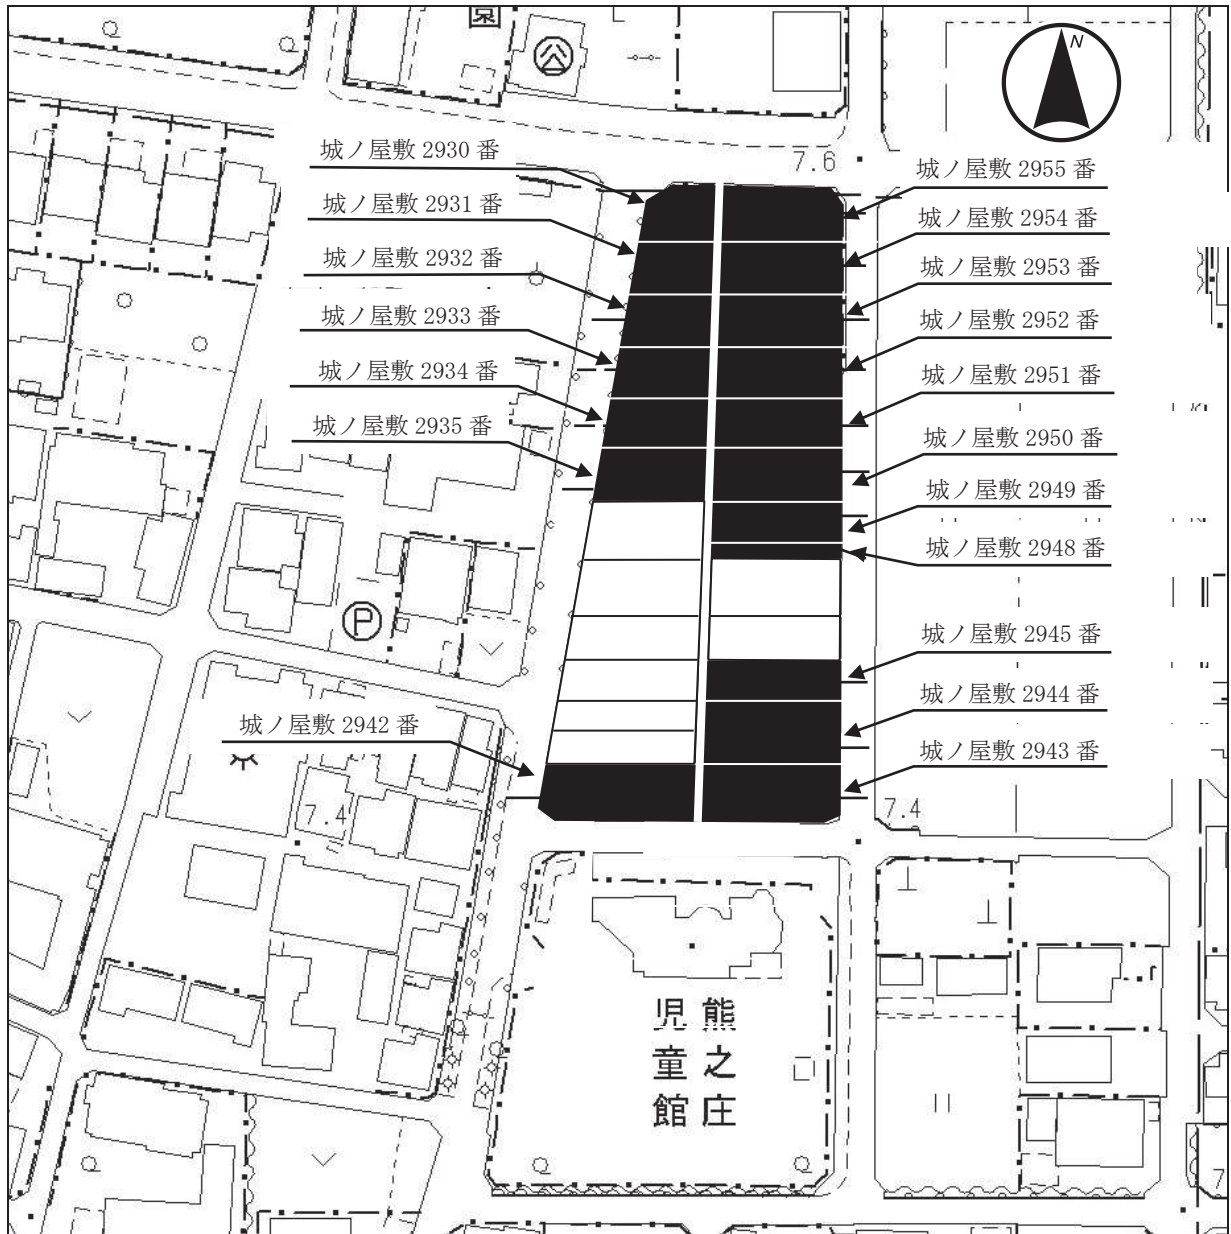 園
公
N
7.6
城ノ屋敷 2930 番
城ノ屋敷 2931 番
城ノ屋敷 2932 番
城ノ屋敷 2933 番
城ノ屋敷 2934 番
城ノ屋敷 2935 番
城ノ屋敷 2942 番
城ノ屋敷 2955 番
城ノ屋敷 2954 番
城ノ屋敷 2953 番
城ノ屋敷 2952 番
城ノ屋敷 2951 番
城ノ屋敷 2950 番
城ノ屋敷 2949 番
城ノ屋敷 2948 番
城ノ屋敷 2945 番
城ノ屋敷 2944 番
城ノ屋敷 2943 番
P
7.4
7.4
熊之庄
児童館
7